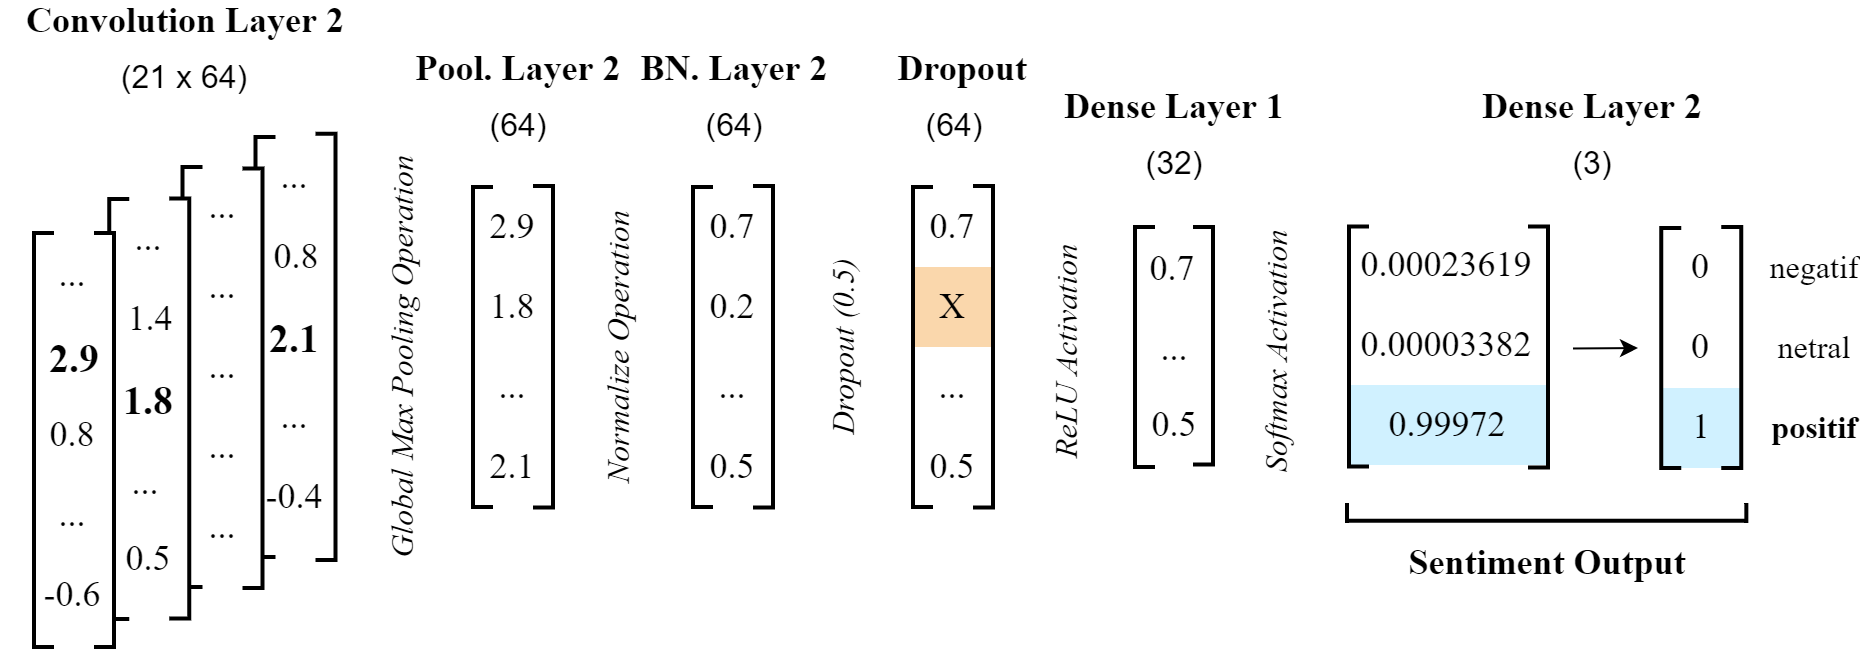 Convolution Layer 2
(21 x 64)
...
2.9
0.8
...
-0.6
...
1.4
1.8
...
0.5
...
...
...
...
...
...
0.8
2.1
...
-0.4
Global Max Pooling Operation
Pool. Layer 2
(64)
2.9
1.8
...
2.1
Normalize Operation
BN. Layer 2
(64)
0.7
0.2
...
0.5
Dropout (0.5)
Dropout
(64)
0.7
X
...
0.5
ReLU Activation
Dense Layer 1
(32)
0.7
...
0.5
Softmax Activation
Dense Layer 2
(3)
0.00023619
0.00003382
0.99972
0
0
1
negatif
netral
positif
Sentiment Output